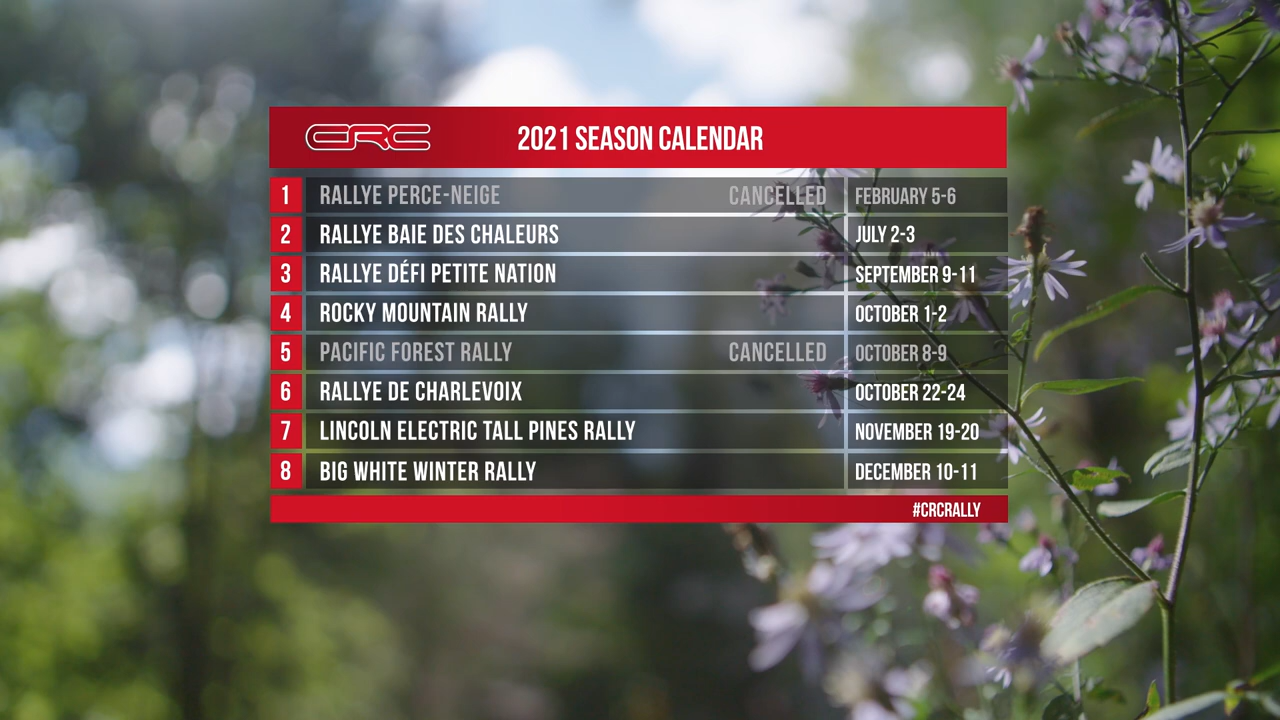 CRC 2021 SEASON CALENDAR
1 RALLYE PERCE-NEIGE CANCELLED FEBRUARY 5-6
2 RALLYE BAIE DES CHALEURS JULY 2-3
3 RALLYE DÉFI PETITE NATION SEPTEMBER 9-11
4 ROCKY MOUNTAIN RALLY OCTOBER 1-2
5 PACIFIC FOREST RALLY CANCELLED OCTOBER 8-9
6 RALLYE DE CHARLEVOIX OCTOBER 22-24
7 LINCOLN ELECTRIC TALL PINES RALLY NOVEMBER 19-20
8 BIG WHITE WINTER RALLY DECEMBER 10-11
#CRCRALLY